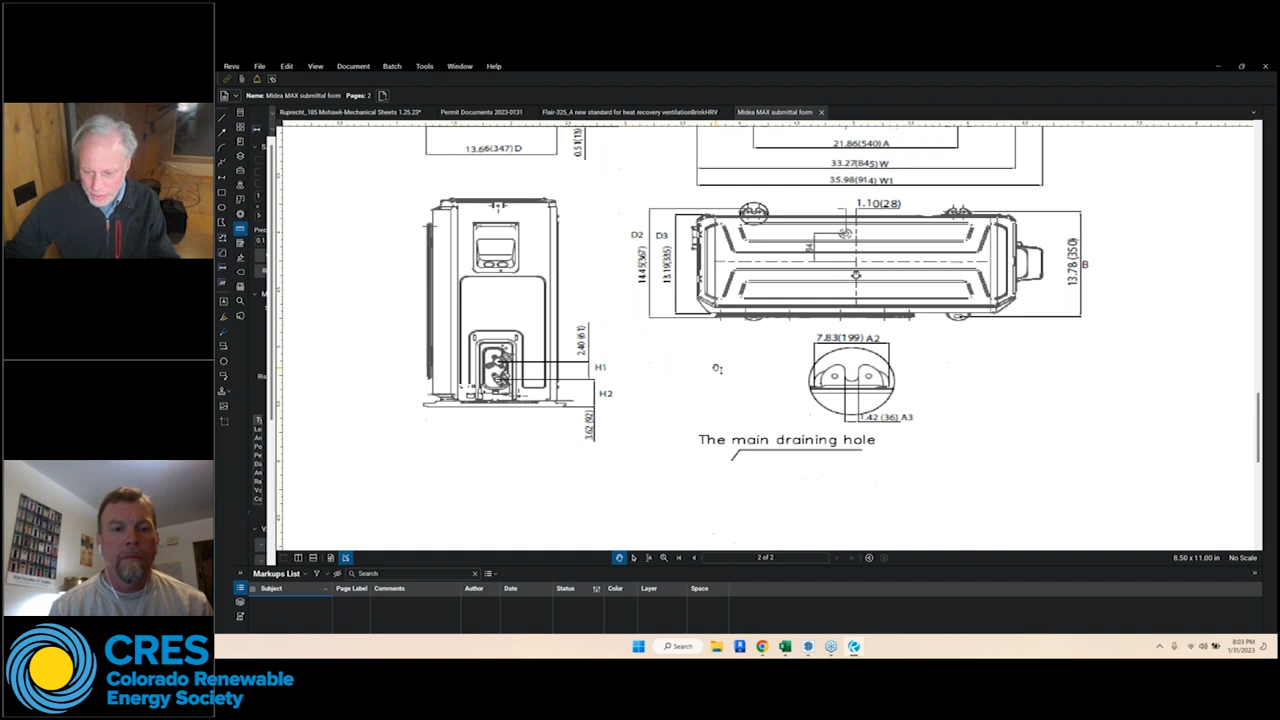 Revu File Edit View Document Batch Tools Window Help
Name: Midea MAX submittal form Pages: 2
Ruprecht_185 Mohawk-Mechanical Sheets 1.25.23* Permit Documents 2023-0131 Flair-325_A new standard for heat recovery ventilationBrinkHRV Midea MAX submittal form
13.66(347) D
0.51(13)
21.86(540) A
33.27(845) W
35.98(914) W1
1.10(28)
D2 D3
14.45(367)
13.19(335)
94
13.78(350)
B
2.40(61)
H1
H2
3.62(92)
7.83(199) A2
1.42(36) A3
The main draining hole
2 of 2
8.50 x 11.00 in No Scale
Markups List Search
Subject Page Label Comments Author Date Status Color Layer Space
Search
8:03 PM
1/31/2023
CRES
Colorado Renewable
Energy Society